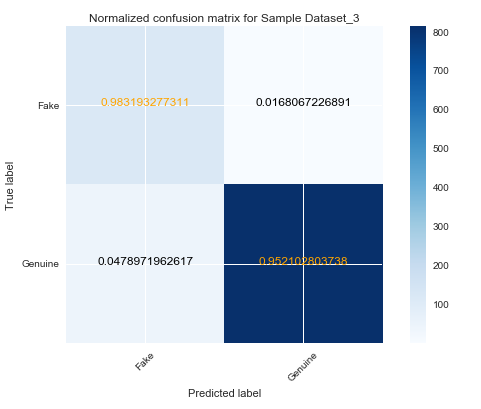 Normalized confusion matrix for Sample Dataset_3
800
700
600
500
400
300
200
100
Fake
0.983193277311
0.0168067226891
True label
Genuine
0.0478971962617
0.952102803738
Fake
Genuine
Predicted label